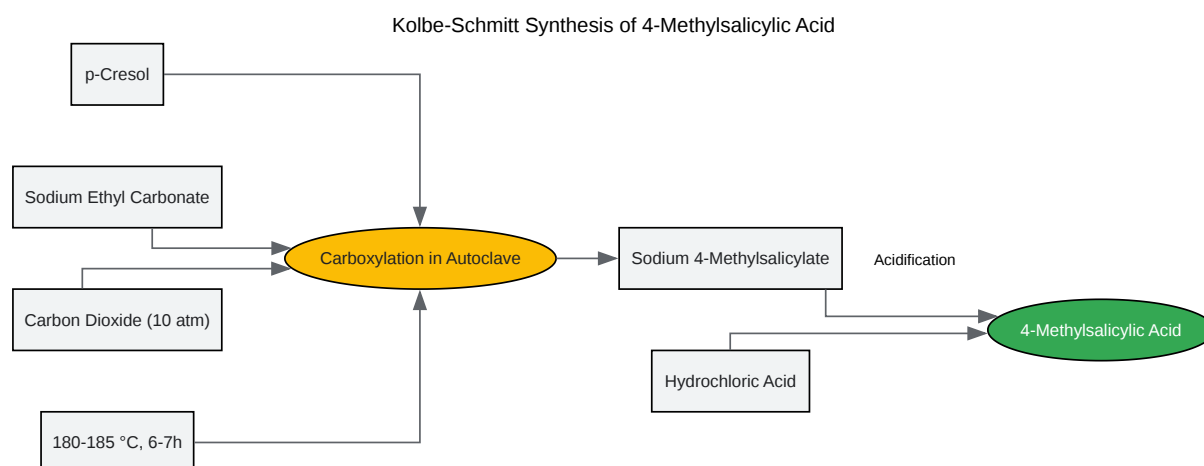 Kolbe-Schmitt Synthesis of 4-Methylsalicylic Acid
p-Cresol
Sodium Ethyl Carbonate
Carboxylation in Autoclave
Sodium 4-Methylsalicylate
Acidification
Carbon Dioxide (10 atm)
4-Methylsalicylic Acid
Hydrochloric Acid
180-185 °C, 6-7h